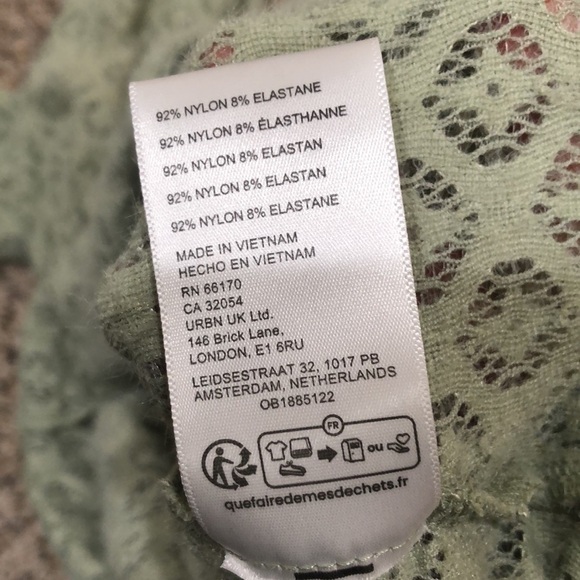 92% NYLON 8% ELASTANE
92% NYLON 8% ÉLASTHANNE
92% NYLON 8% ELASTAN
92% NYLON 8% ELASTAN
92% NYLON 8% ELASTANE
MADE IN VIETNAM
HECHO EN VIETNAM
RN 66170
CA 32054
URBN UK Ltd.
146 Brick Lane,
LONDON, E1 6RU
LEIDSESTRAAT 32, 1017 PB
AMSTERDAM, NETHERLANDS
OB1885122
FR
ou
quefairedemesdechets.fr